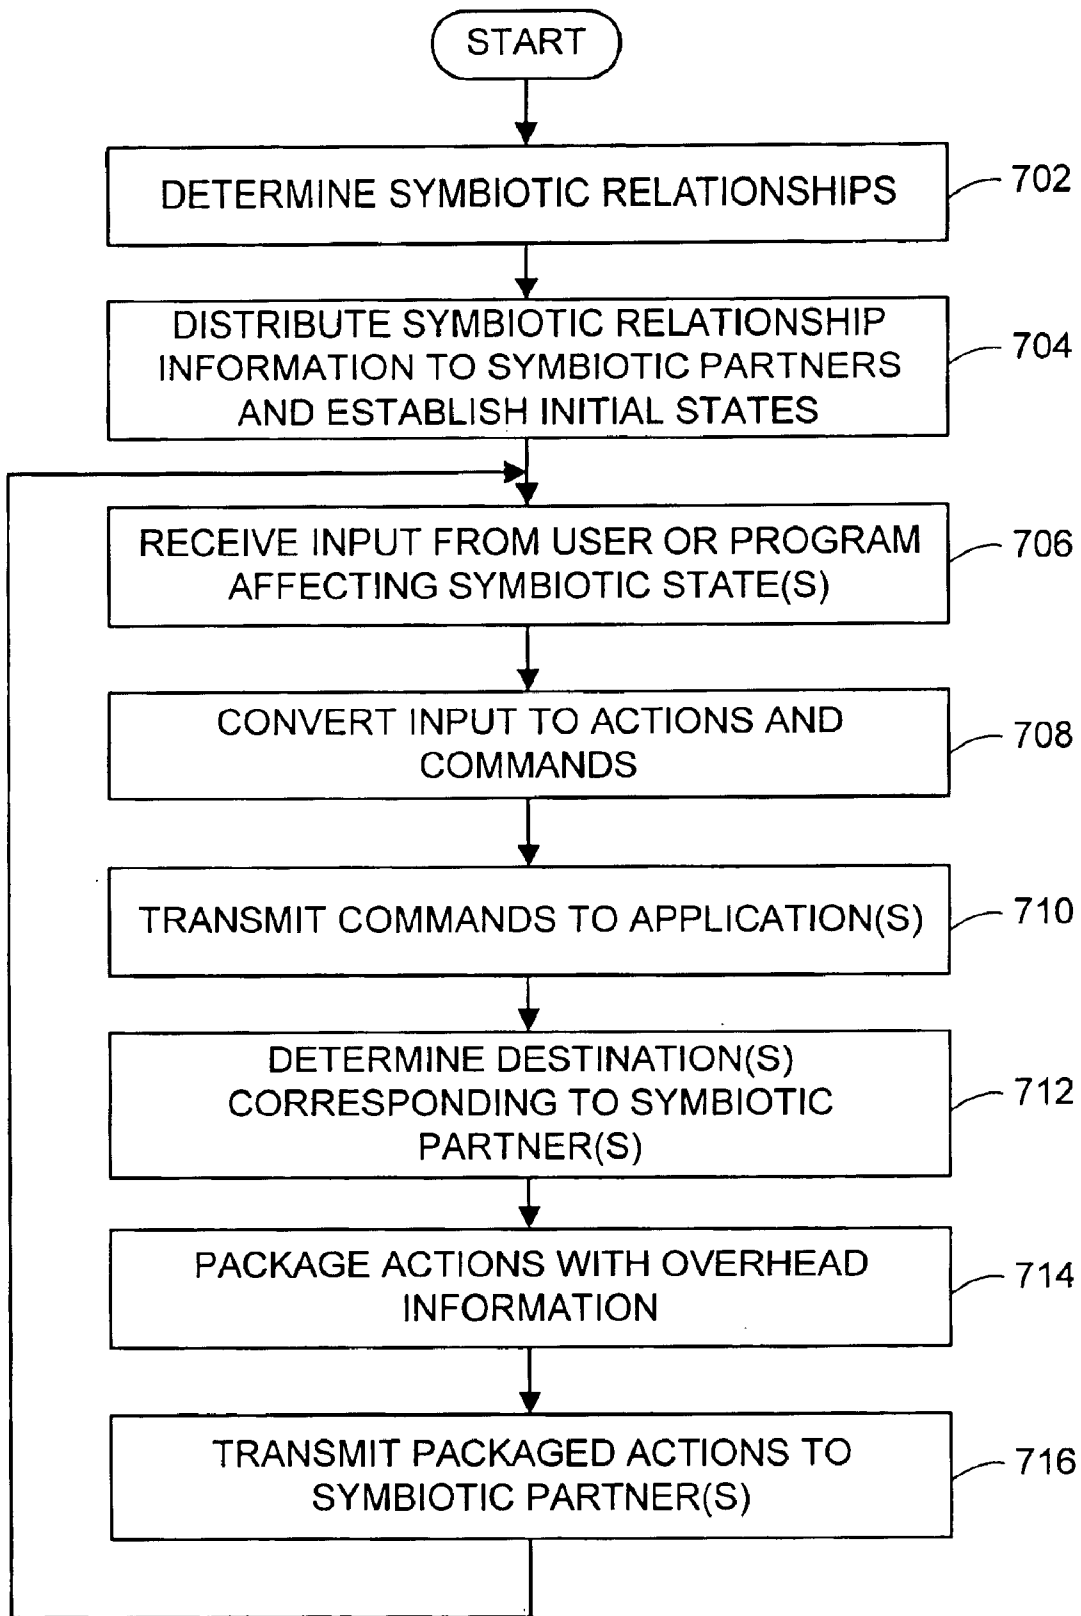 START
DETERMINE SYMBIOTIC RELATIONSHIPS
702
DISTRIBUTE SYMBIOTIC RELATIONSHIP
INFORMATION TO SYMBIOTIC PARTNERS
AND ESTABLISH INITIAL STATES
704
RECEIVE INPUT FROM USER OR PROGRAM
AFFECTING SYMBIOTIC STATE(S)
706
CONVERT INPUT TO ACTIONS AND
COMMANDS
708
TRANSMIT COMMANDS TO APPLICATION(S)
710
DETERMINE DESTINATION(S)
CORRESPONDING TO SYMBIOTIC
PARTNER(S)
712
PACKAGE ACTIONS WITH OVERHEAD
INFORMATION
714
TRANSMIT PACKAGED ACTIONS TO
SYMBIOTIC PARTNER(S)
716